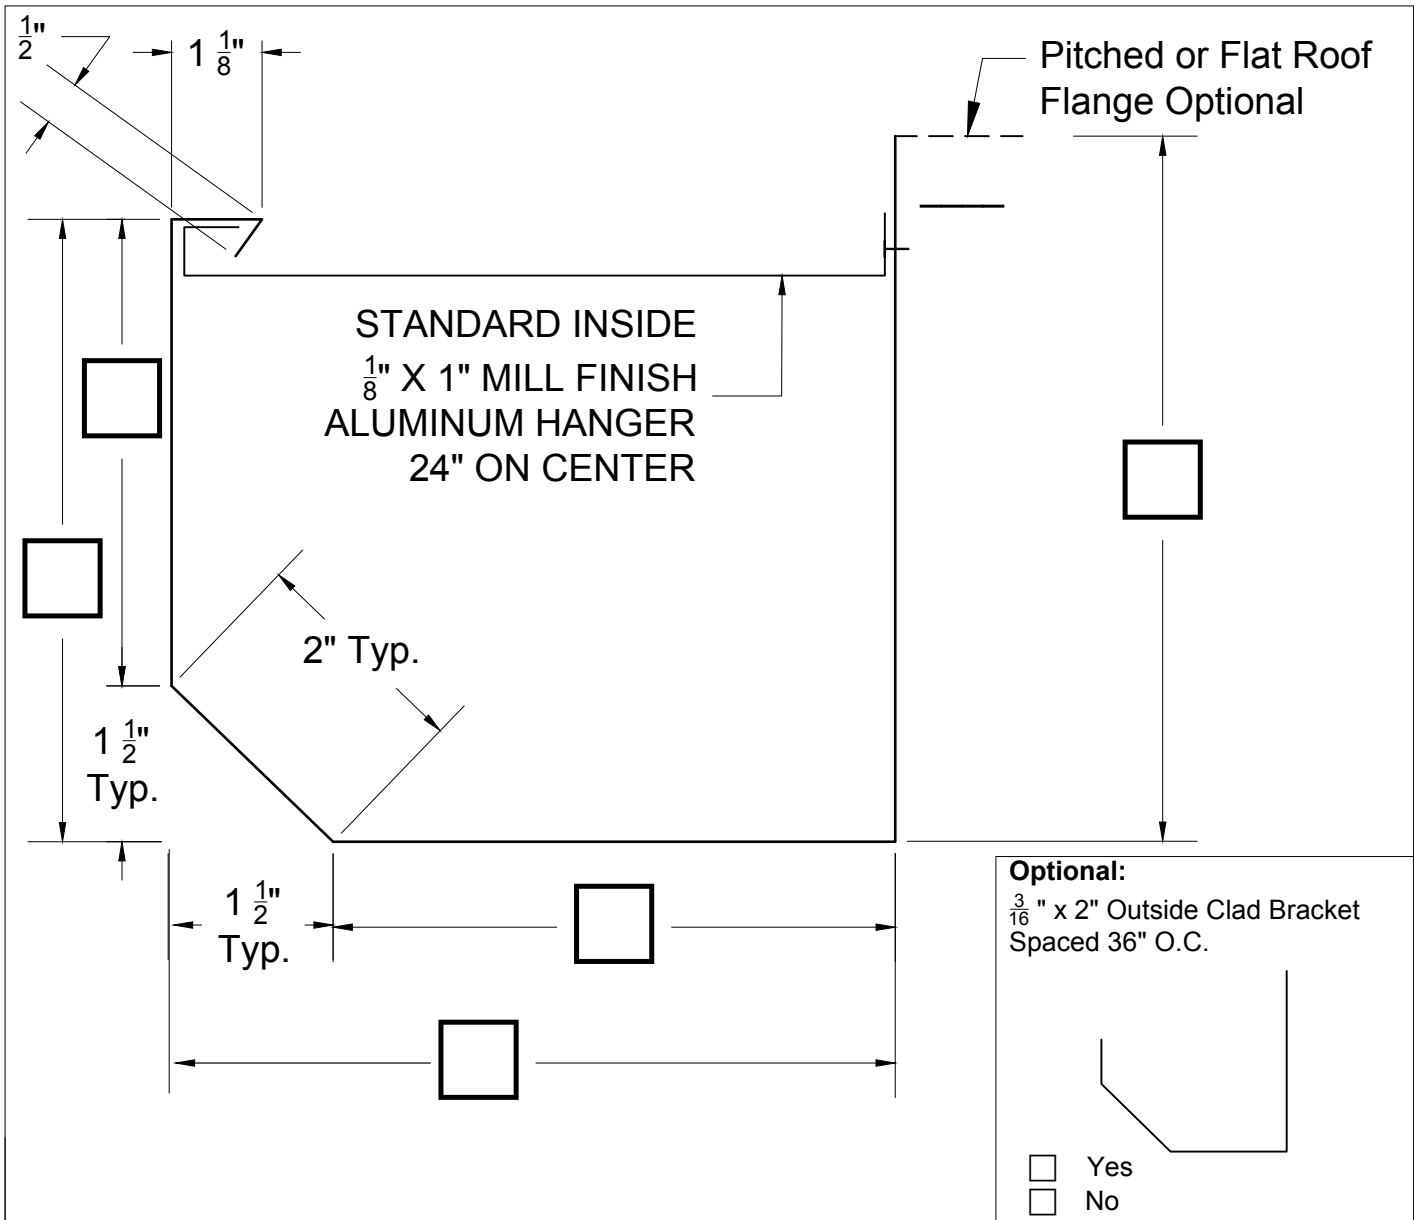 1/2"
1 1/8"
Pitched or Flat Roof
Flange Optional
STANDARD INSIDE
1/8" X 1" MILL FINISH
ALUMINUM HANGER
24" ON CENTER
2" Typ.
1 1/2"
Typ.
1 1/2"
Typ.
Optional:
3/16 " x 2" Outside Clad Bracket
Spaced 36" O.C.
Yes
No